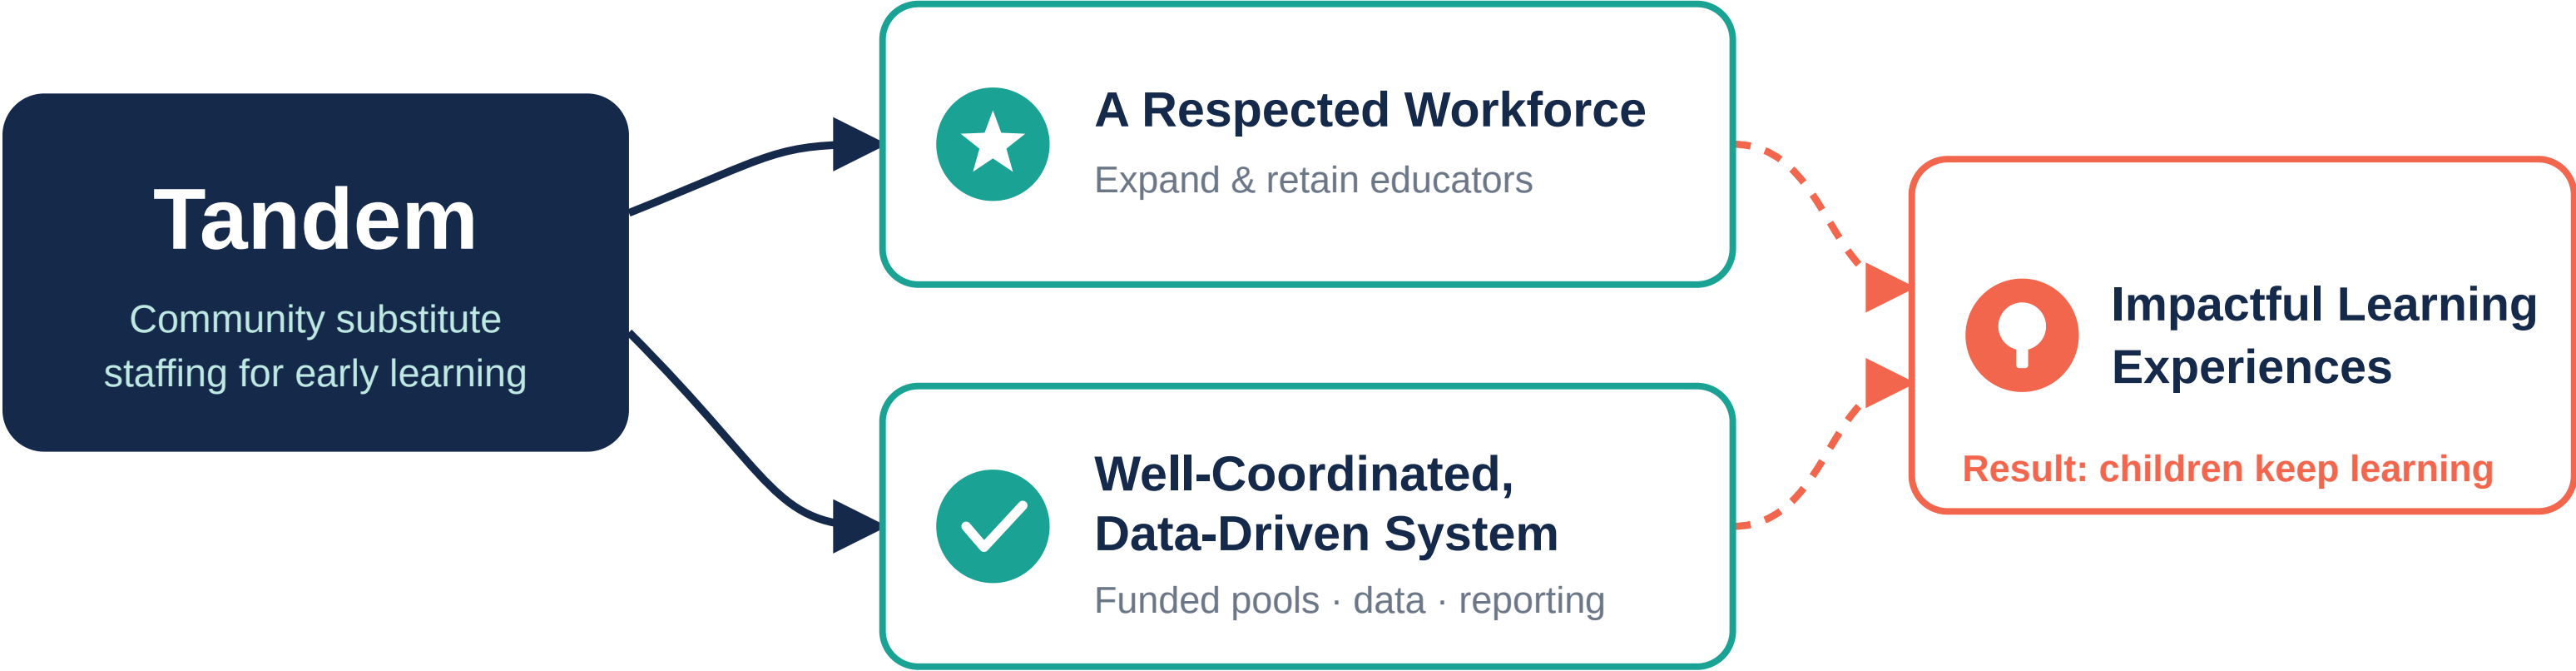 Tandem
Community substitute
staffing for early learning
A Respected Workforce
Expand & retain educators
Well-Coordinated,
Data-Driven System
Funded pools · data · reporting
Impactful Learning
Experiences
Result: children keep learning